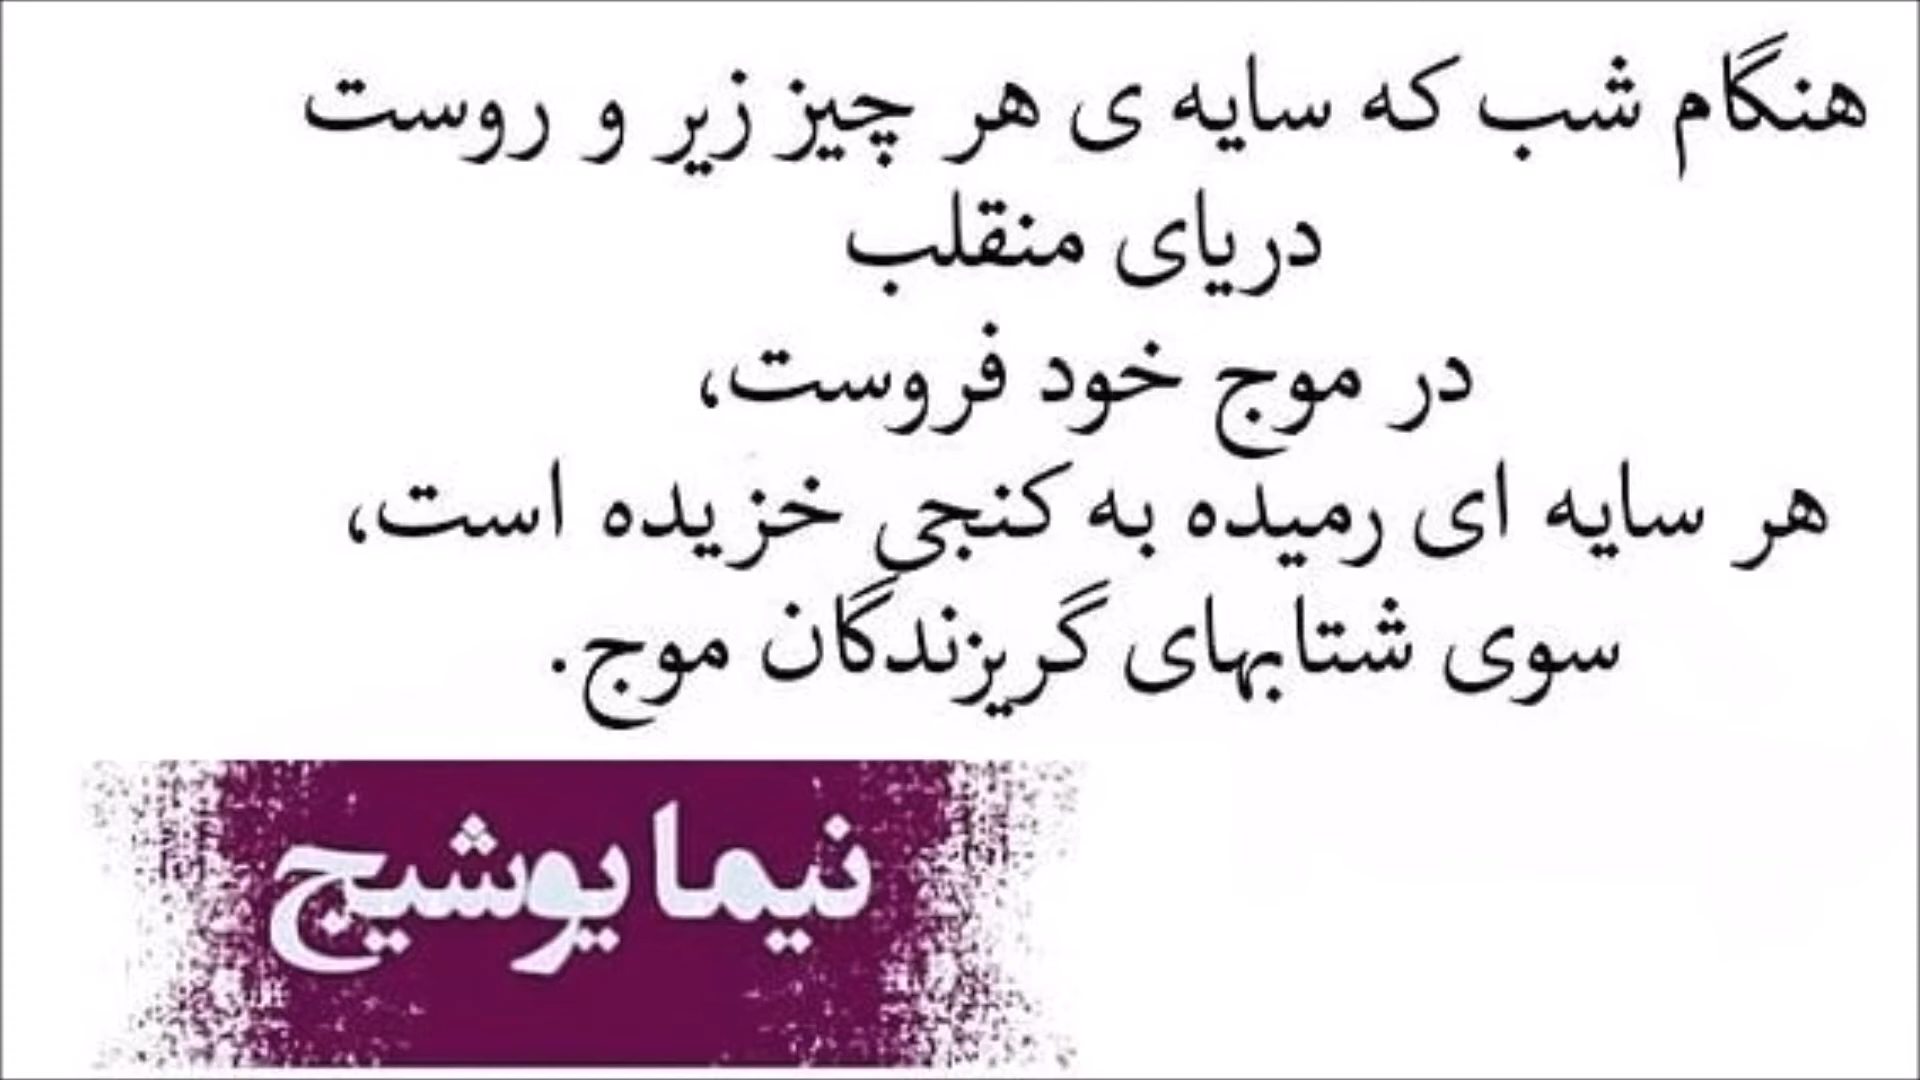 هنگام شب که سایه ی هر چیز زیر و روست
دریای منقلب
در موج خود فروست،
هر سایه ای رمیده به کنجی خزیده است،
سوی شتابهای گریزندگان موج.
نیما یوشیج